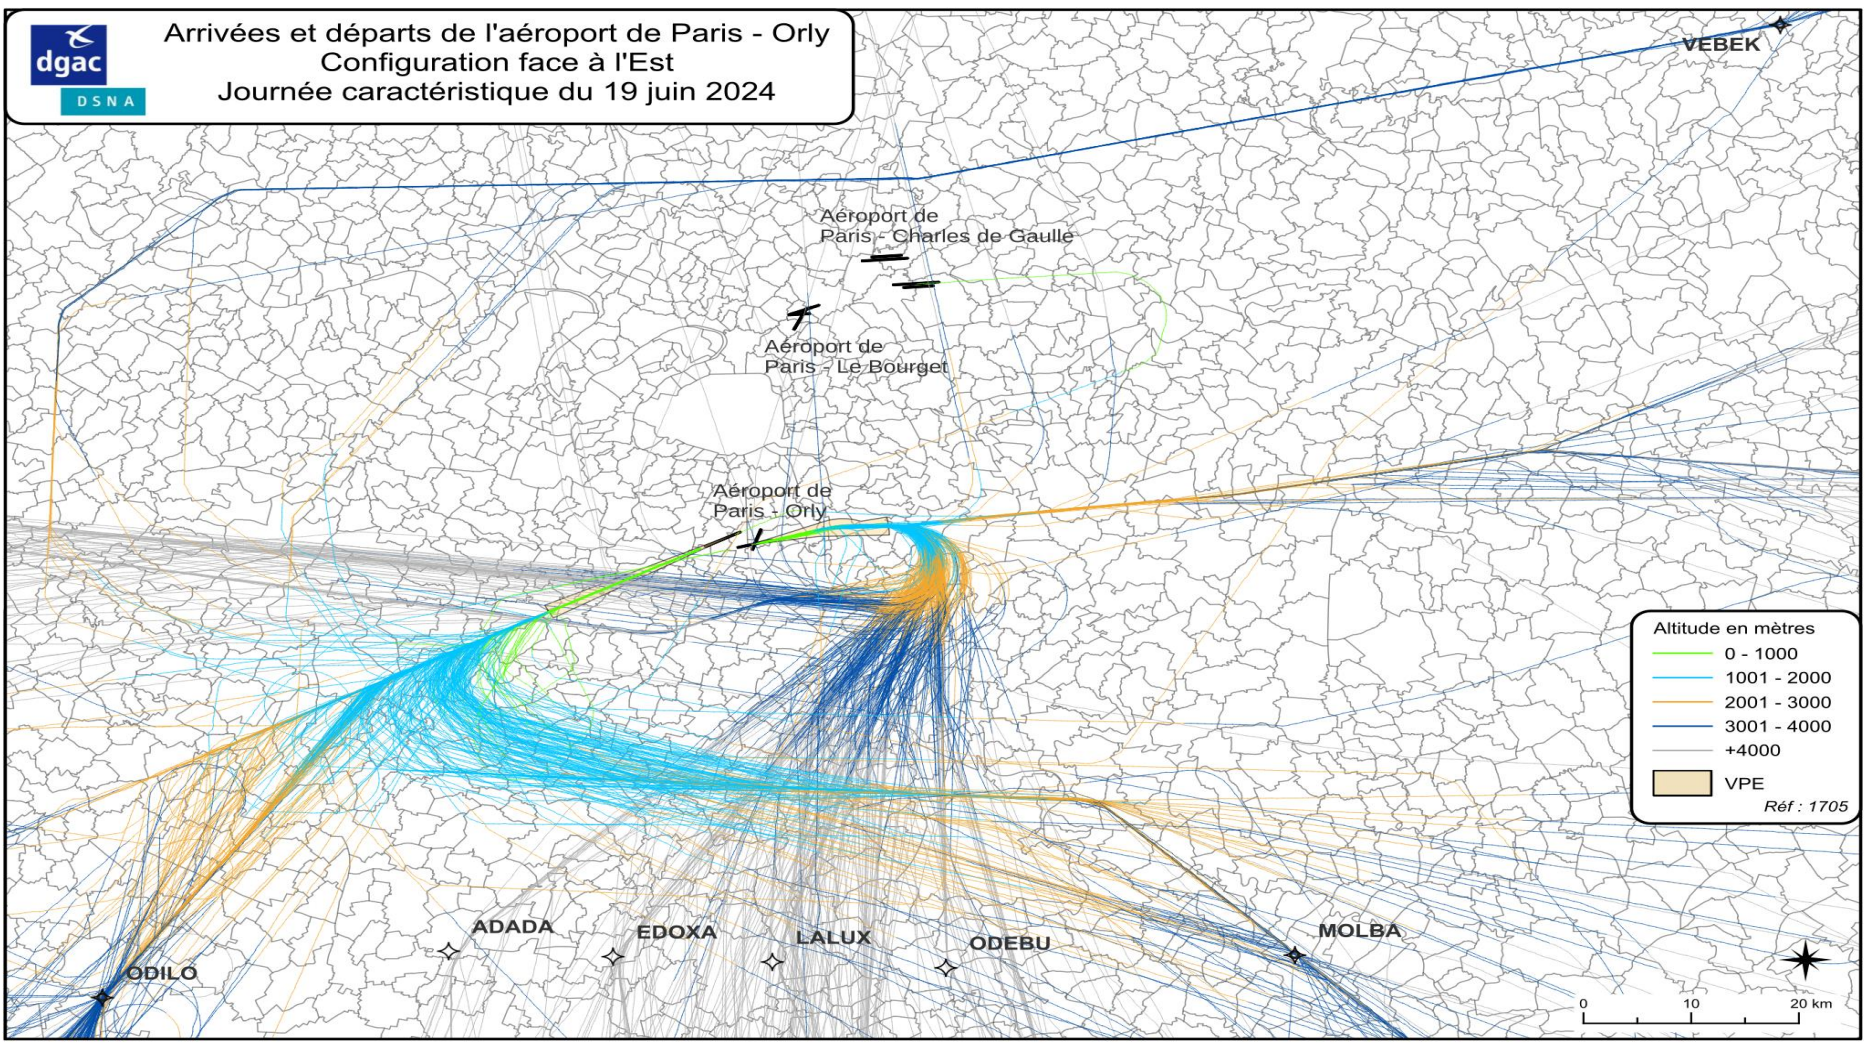 dgac
DSNA
Arrivées et départs de l'aéroport de Paris - Orly
Configuration face à l'Est
Journée caractéristique du 19 juin 2024
VEBEK
Aéroport de
Paris - Charles de Gaulle
Aéroport de
Paris - Le Bourget
Aéroport de
Paris - Orly
Altitude en mètres
0 - 1000
1001 - 2000
2001 - 3000
3001 - 4000
+4000
VPE
Réf : 1705
ADADA
EDOXA
LALUX
ODEBU
MOLBA
ODILO
0 10 20 km